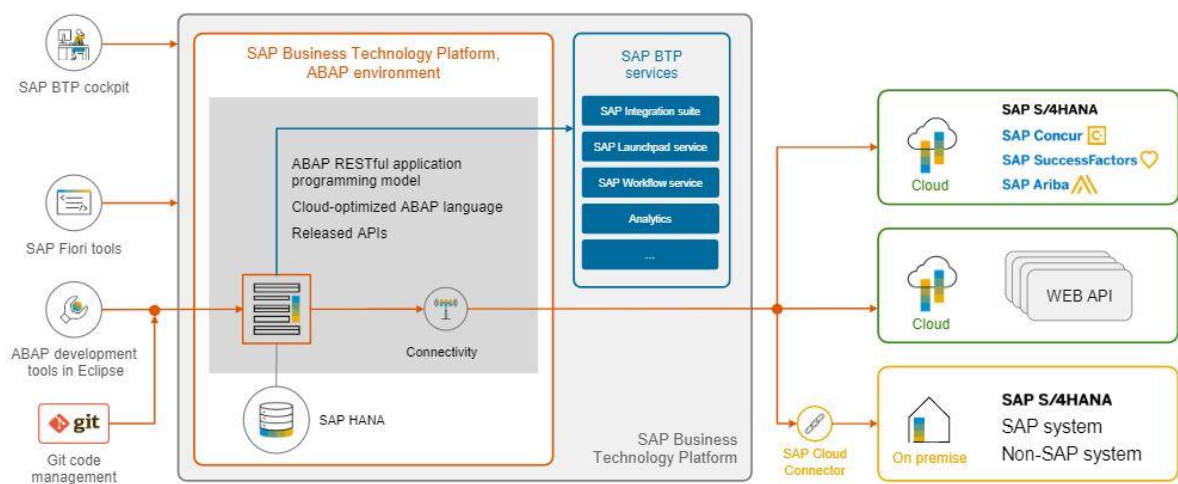 SAP BTP cockpit
SAP Fiori tools
ABAP development
tools in Eclipse
git
Git code
management
SAP Business Technology Platform,
ABAP environment
ABAP RESTful application
programming model
Cloud-optimized ABAP language
Released APIs
Connectivity
SAP HANA
SAP BTP
services
SAP Integration suite
SAP Launchpad service
SAP Workflow service
Analytics
...
SAP Business
Technology Platform
SAP Cloud
Connector
Cloud
SAP S/4HANA
SAP Concur C.
SAP SuccessFactors
SAP Ariba
Cloud
WEB API
On premise
SAP S/4HANA
SAP system
Non-SAP system